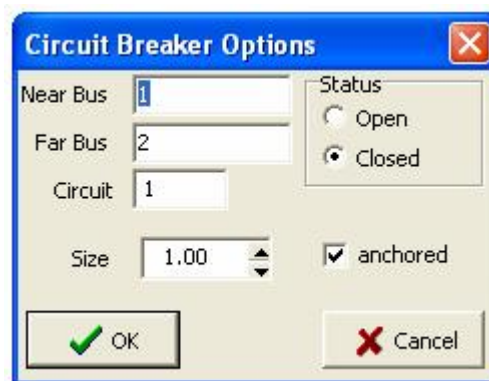 Circuit Breaker Options
Near Bus 1
Far Bus 2
Circuit 1
Size 1.00
Status
Open
Closed
anchored
OK
Cancel